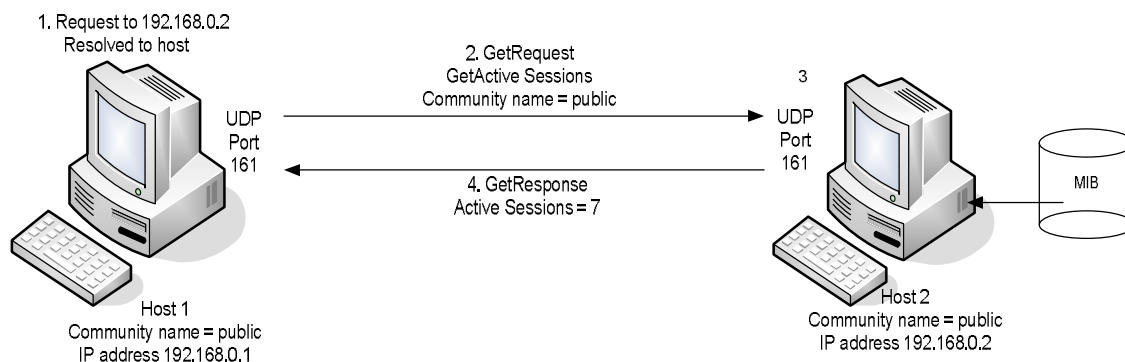 1. Request to 192.168.0.2
Resolved to host
2. GetRequest
GetActive Sessions
Community name = public
3
UDP
Port
161
UDP
Port
161
4. GetResponse
Active Sessions = 7
MIB
Host 1
Community name = public
IP address 192.168.0.1
Host 2
Community name = public
IP address 192.168.0.2